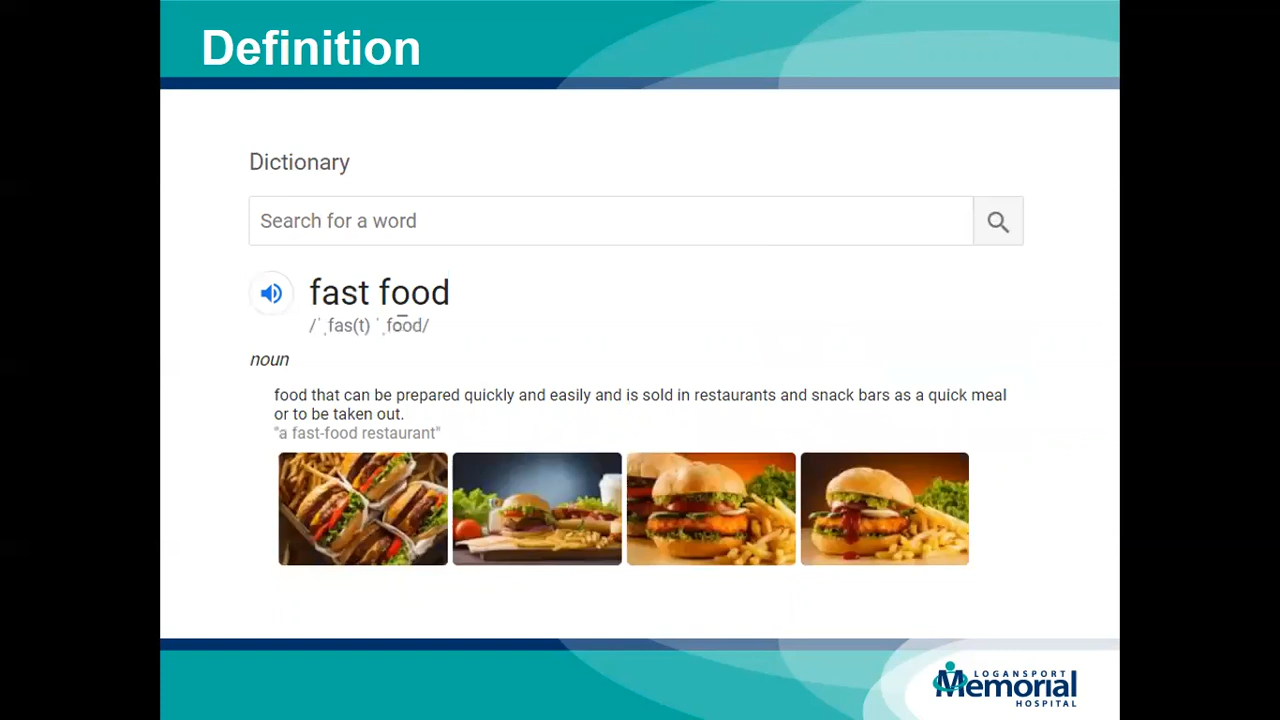 Definition
Dictionary
Search for a word
fast food
/ˈˌfas(t) ˈˌfo͞od/
noun
food that can be prepared quickly and easily and is sold in restaurants and snack bars as a quick meal
or to be taken out.
"a fast-food restaurant"
LOGANSPORT
Memorial
HOSPITAL